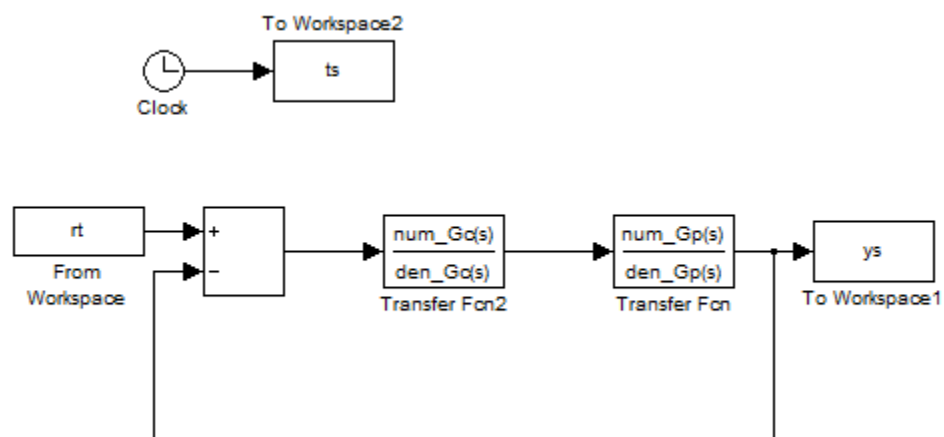 To Workspace2
ts
Clock
rt
From
Workspace
+
−
num_Gc(s)
den_Gc(s)
Transfer Fcn2
num_Gp(s)
den_Gp(s)
Transfer Fcn
ys
To Workspace1